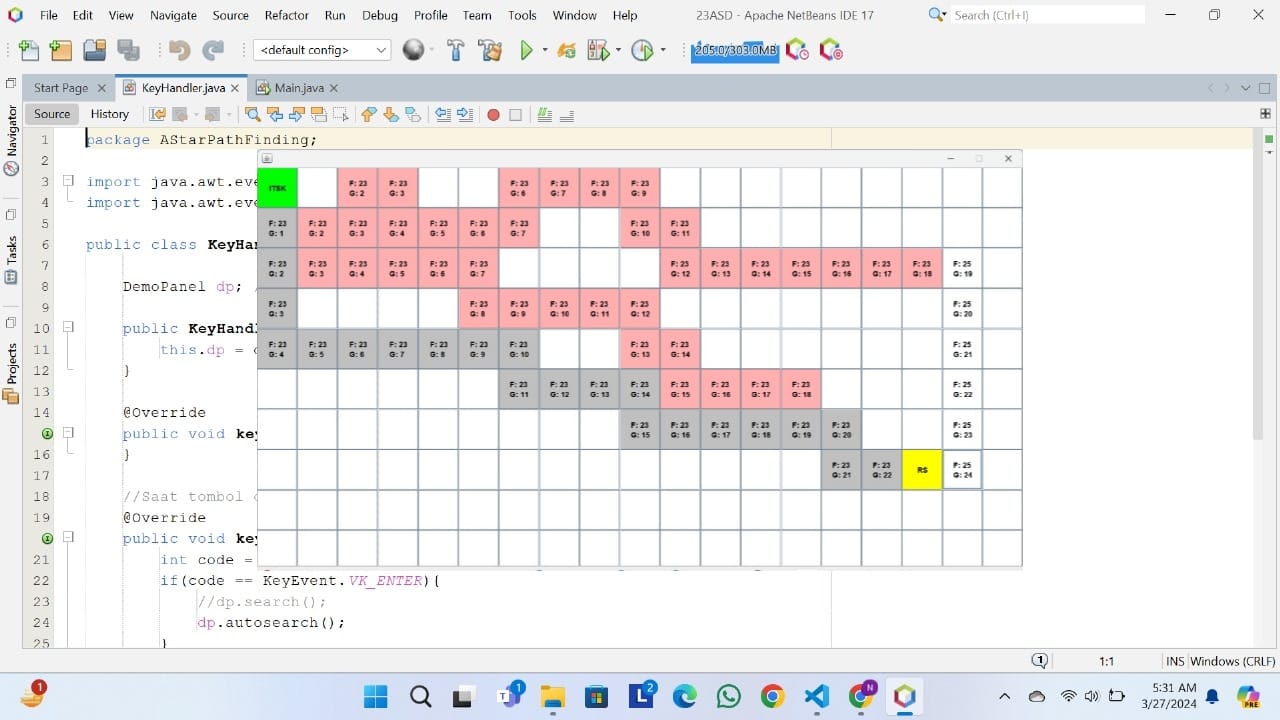 File Edit View Navigate Source Refactor Run Debug Profile Team Tools Window Help 23ASD - Apache NetBeans IDE 17 Search (Ctrl+I)
<default config> 205.0/303.0MB
Start Page KeyHandler.java Main.java
Source History
Navigator
Tasks
Projects
1 package AStarPathFinding;
2
3 import java.awt.eve
4 import java.awt.eve
5
6 public class KeyHan
7
8 DemoPanel dp; /
9
10 public KeyHandl
11 this.dp = d
12 }
13
14 @Override
public void key
16 }
17
18 //Saat tombol d
19 @Override
public void key
21 int code =
22 if(code == KeyEvent.VK_ENTER){
23 //dp.search();
24 dp.autosearch();
25 }
ITSK F: 23 F: 23 F: 23 F: 23 F: 23 F: 23
G: 2 G: 3 G: 6 G: 7 G: 8 G: 9
F: 23 F: 23 F: 23 F: 23 F: 23 F: 23 F: 23 F: 23 F: 23
G: 1 G: 2 G: 3 G: 4 G: 5 G: 6 G: 7 G: 10 G: 11
F: 23 F: 23 F: 23 F: 23 F: 23 F: 23 F: 23 F: 23 F: 23 F: 23 F: 23 F: 23 F: 23 F: 25
G: 2 G: 3 G: 4 G: 5 G: 6 G: 7 G: 12 G: 13 G: 14 G: 15 G: 16 G: 17 G: 18 G: 19
F: 23 F: 23 F: 23 F: 23 F: 23 F: 23 F: 25
G: 3 G: 8 G: 9 G: 10 G: 11 G: 12 G: 20
F: 23 F: 23 F: 23 F: 23 F: 23 F: 23 F: 23 F: 23 F: 23 F: 25
G: 4 G: 5 G: 6 G: 7 G: 8 G: 9 G: 10 G: 13 G: 14 G: 21
F: 23 F: 23 F: 23 F: 23 F: 23 F: 23 F: 23 F: 23 F: 25
G: 11 G: 12 G: 13 G: 14 G: 15 G: 16 G: 17 G: 18 G: 22
F: 23 F: 23 F: 23 F: 23 F: 23 F: 23 F: 25
G: 15 G: 16 G: 17 G: 18 G: 19 G: 20 G: 23
F: 23 F: 23 RS F: 25
G: 21 G: 22 G: 24
1 1:1 INS Windows (CRLF)
1 1 2 N 5:31 AM
3/27/2024
PRE